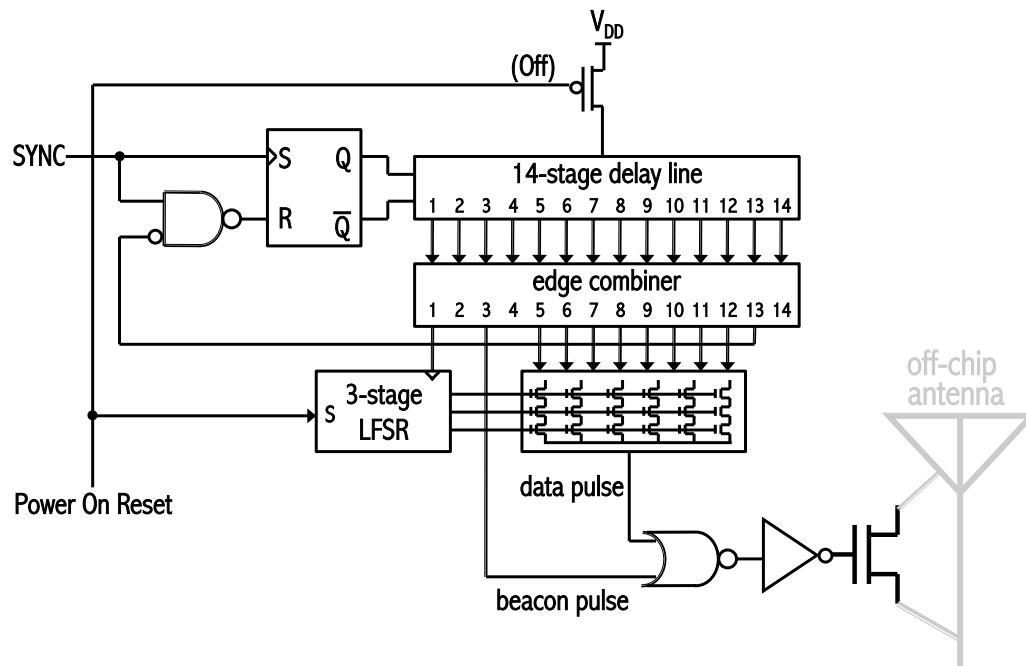 V_DD
(Off)
SYNC
S Q
R Q̅
14-stage delay line
1 2 3 4 5 6 7 8 9 10 11 12 13 14
edge combiner
1 2 3 4 5 6 7 8 9 10 11 12 13 14
off-chip
antenna
S
3-stage
LFSR
data pulse
Power On Reset
beacon pulse